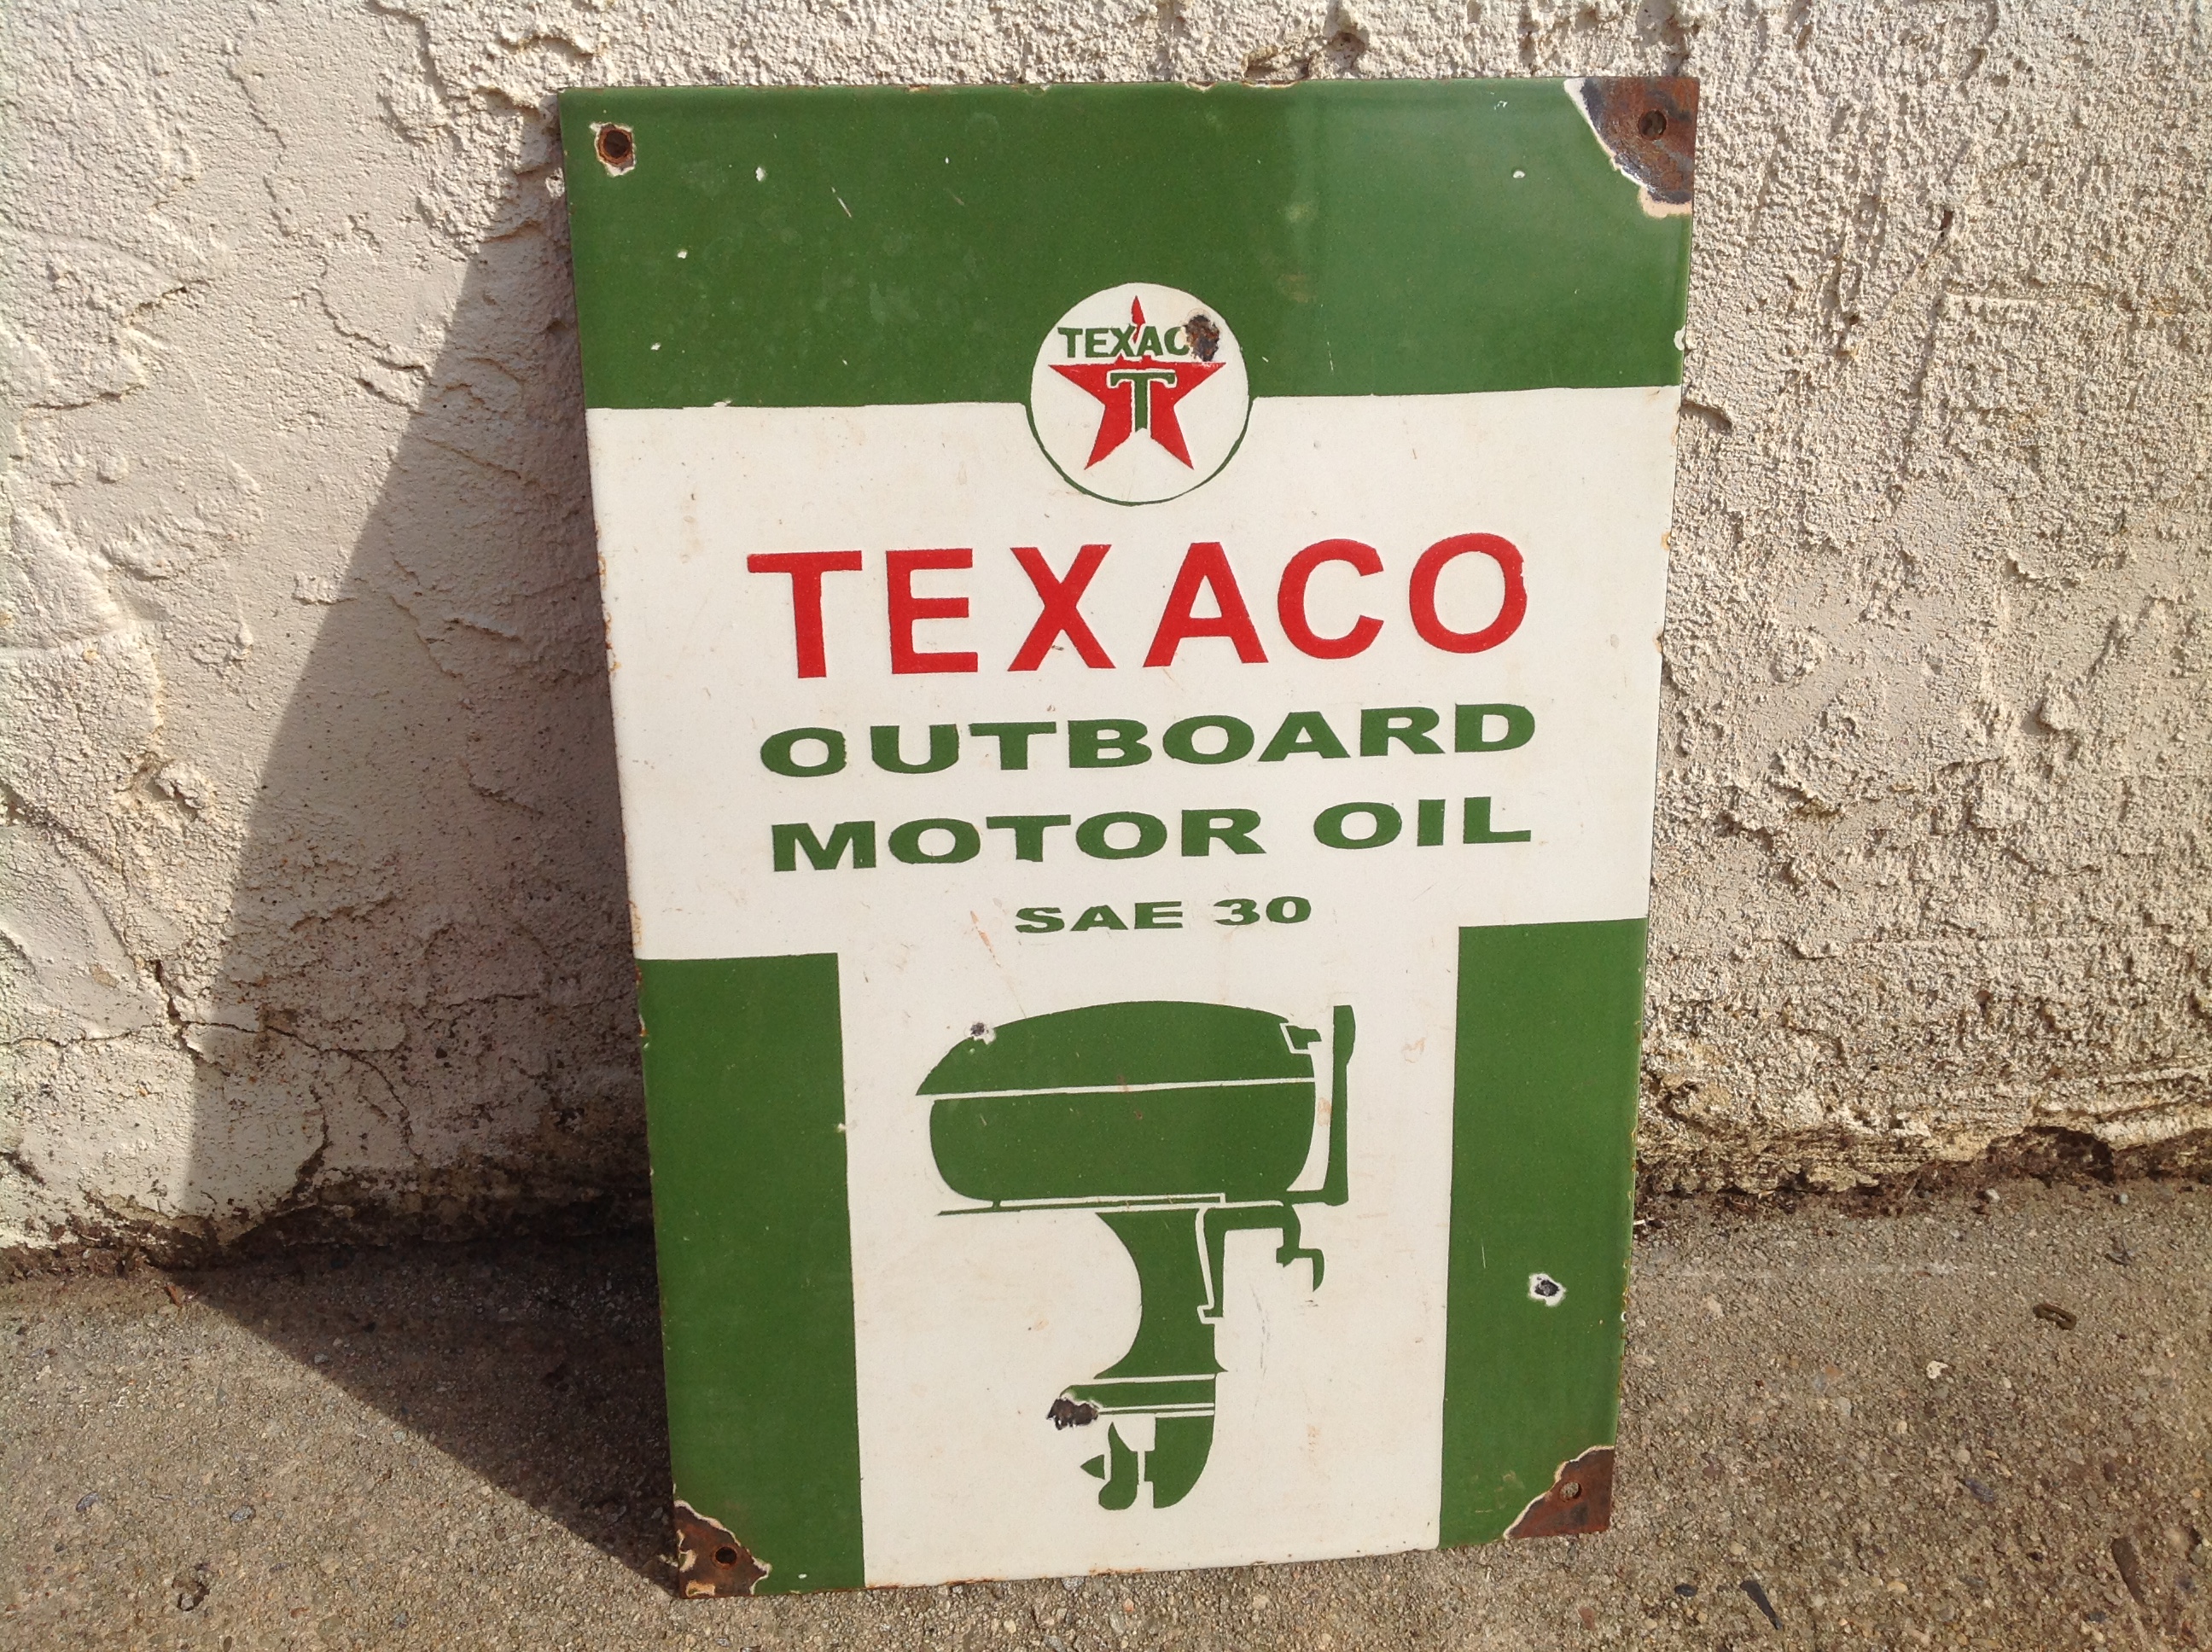 TEXACO
T
TEXACO
OUTBOARD
MOTOR OIL
SAE 30